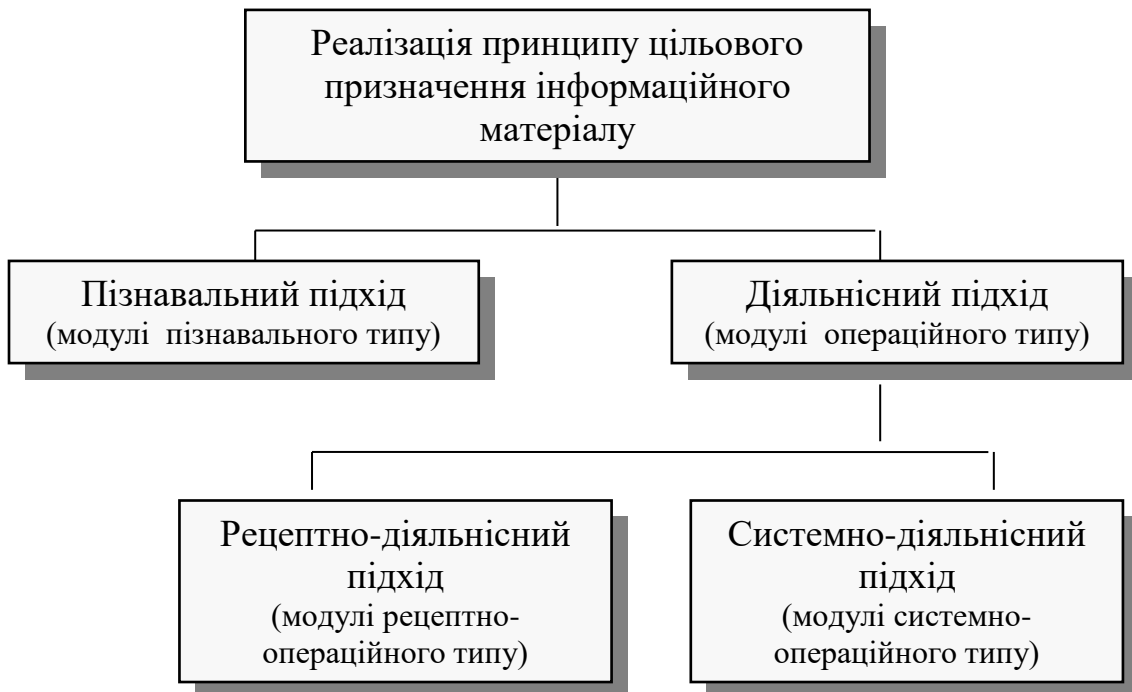 Реалізація принципу цільового
призначення інформаційного
матеріалу
Пізнавальний підхід
(модулі пізнавального типу)
Діяльнісний підхід
(модулі операційного типу)
Рецептно-діяльнісний
підхід
(модулі рецептно-
операційного типу)
Системно-діяльнісний
підхід
(модулі системно-
операційного типу)